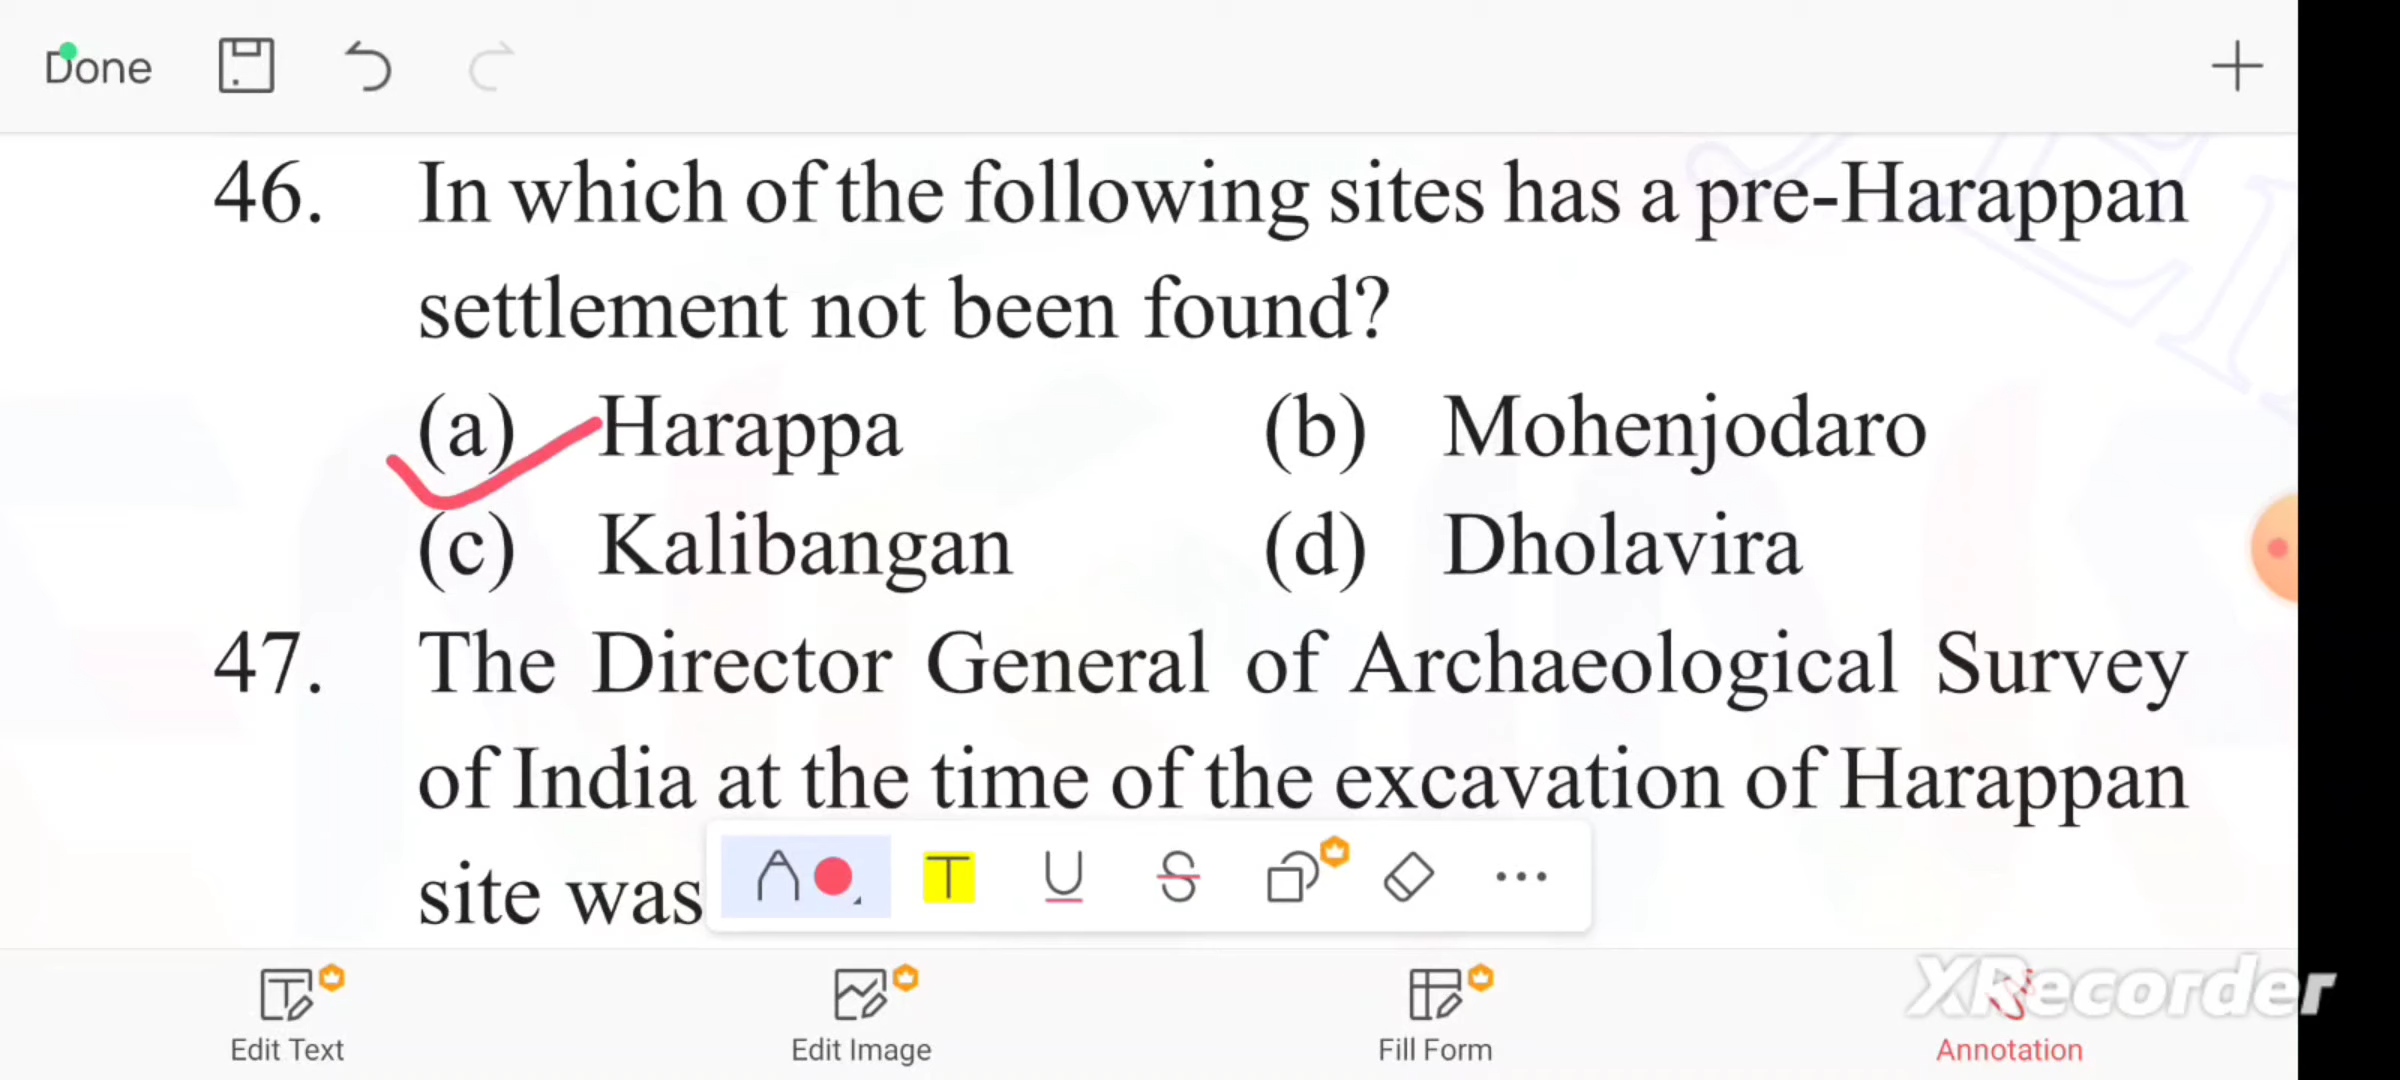 Done
46. In which of the following sites has a pre-Harappan
settlement not been found?
(a) Harappa (b) Mohenjodaro
(c) Kalibangan (d) Dholavira
47. The Director General of Archaeological Survey
of India at the time of the excavation of Harappan
site was
Edit Text Edit Image Fill Form Annotation
XRecorder